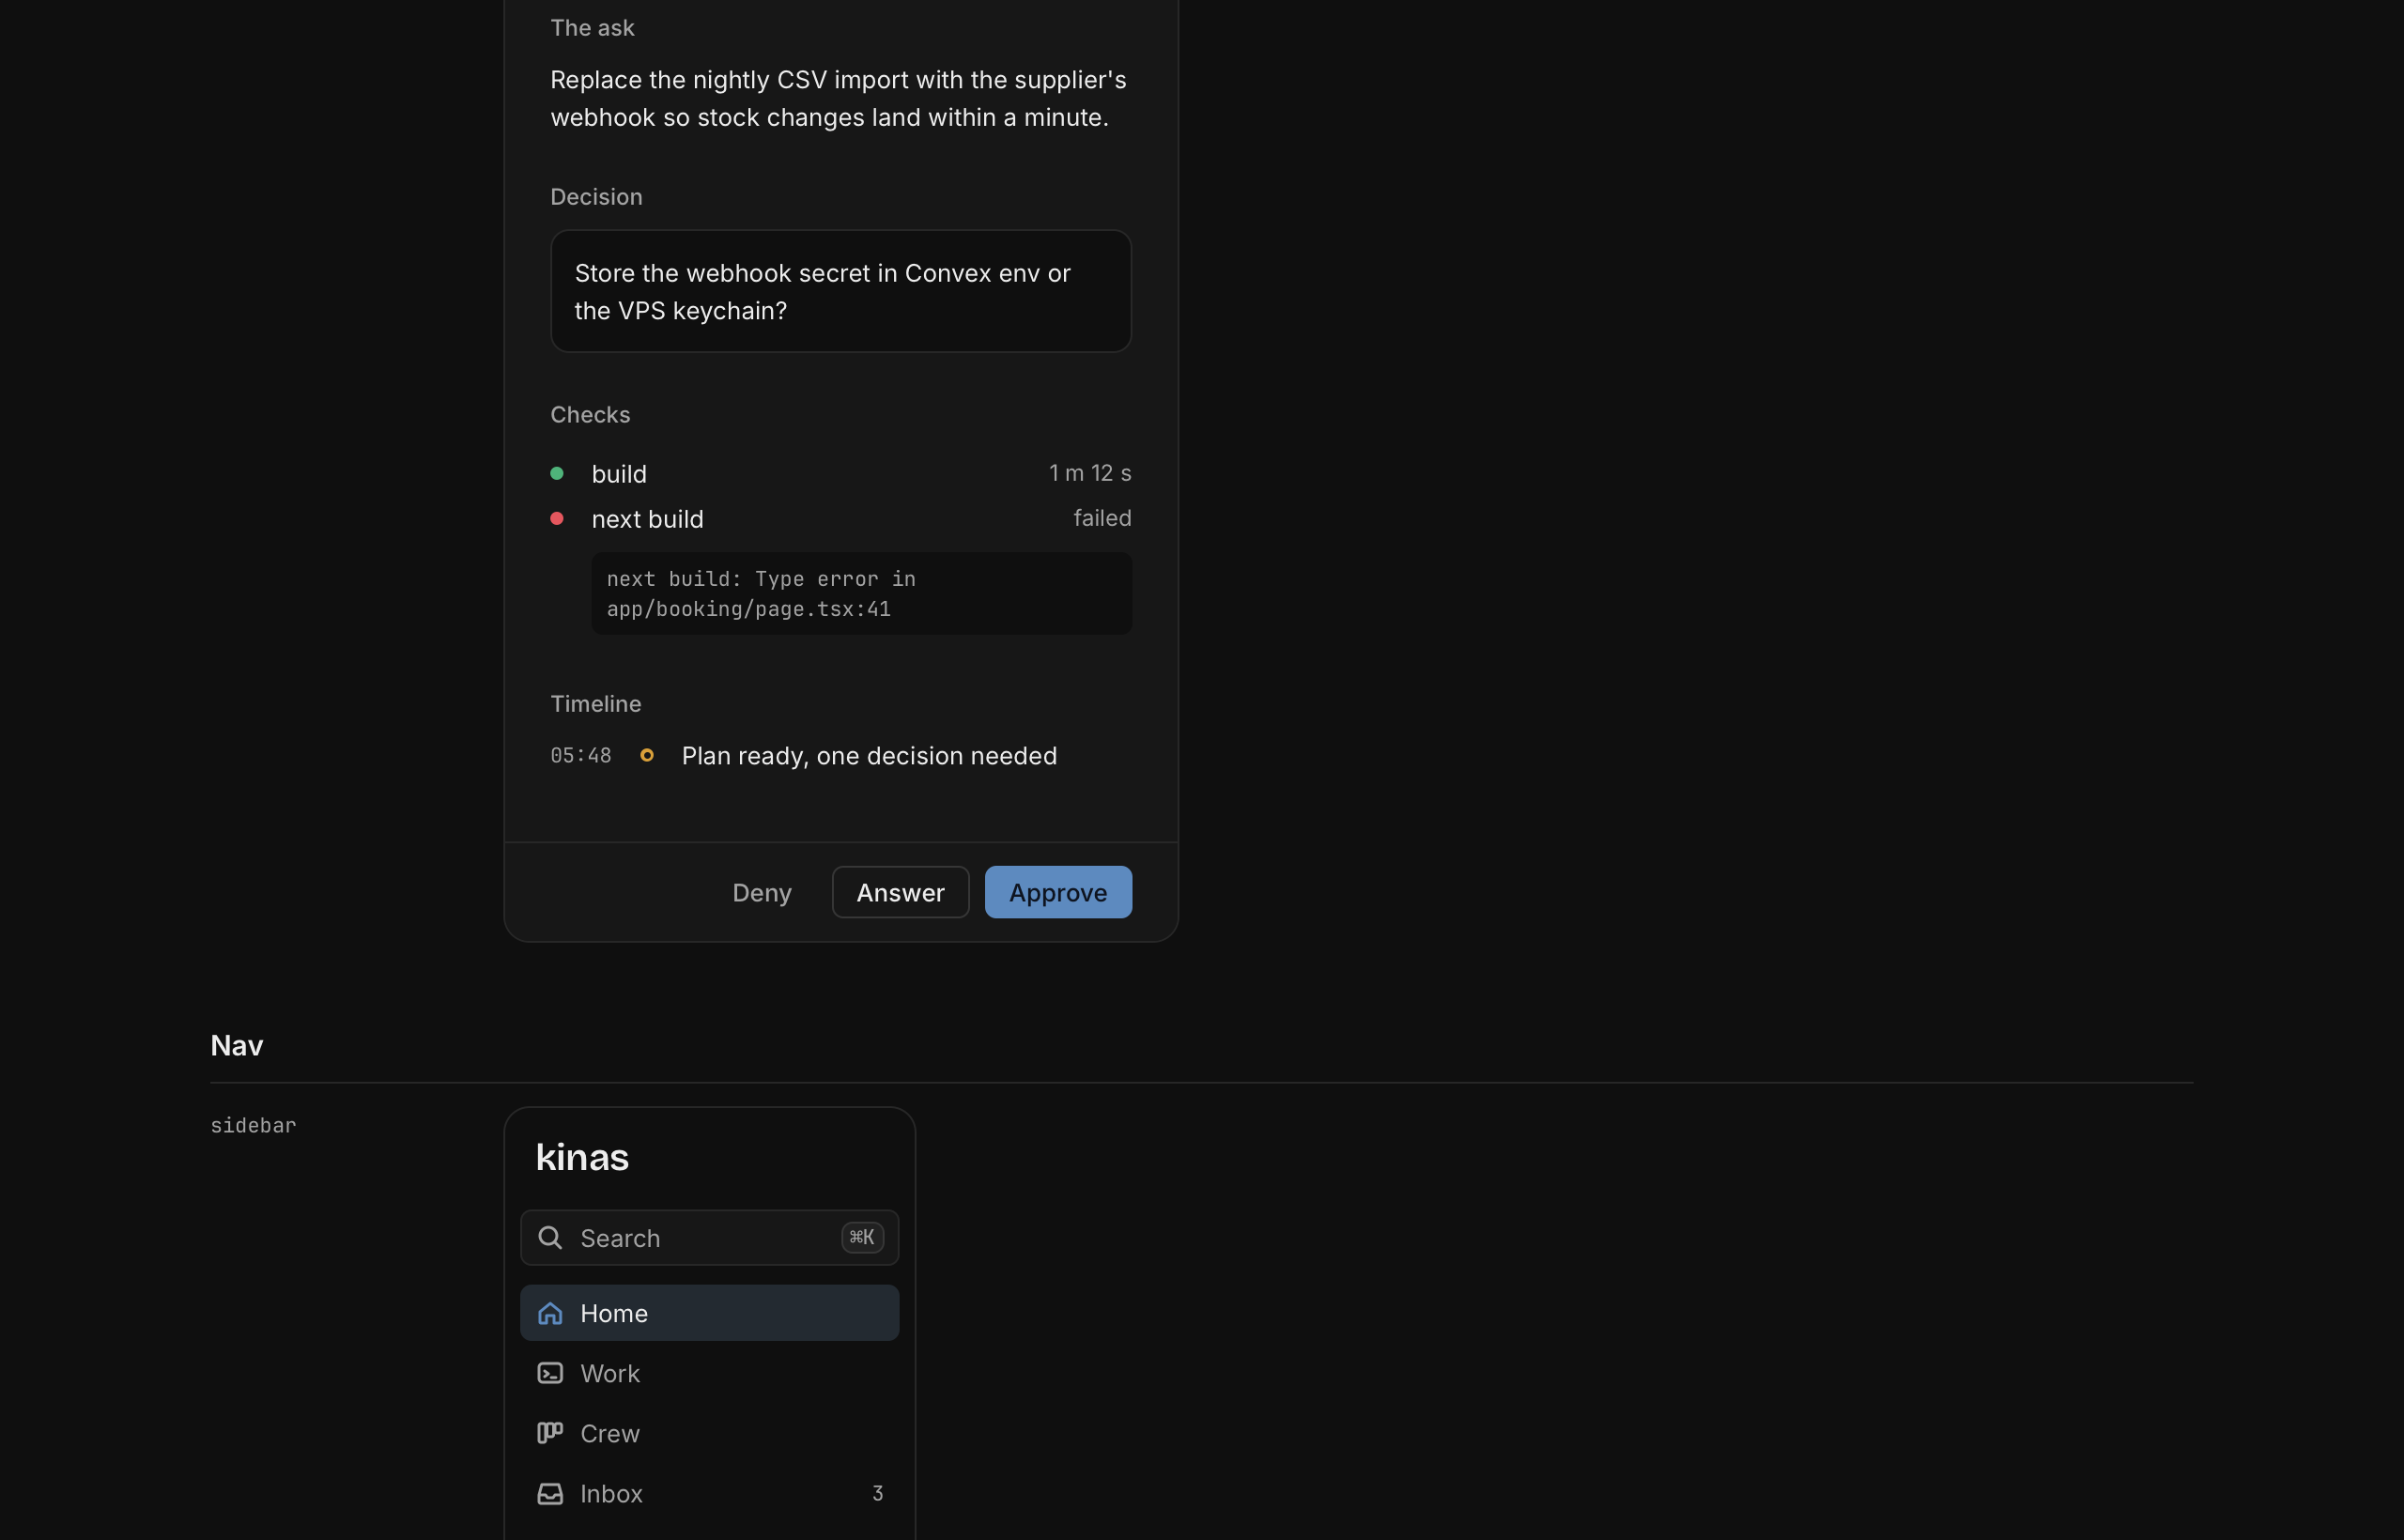 The ask
Replace the nightly CSV import with the supplier's
webhook so stock changes land within a minute.
Decision
Store the webhook secret in Convex env or
the VPS keychain?
Checks
build 1 m 12 s
next build failed
next build: Type error in
app/booking/page.tsx:41
Timeline
05:48 Plan ready, one decision needed
Deny Answer Approve
Nav
sidebar
kinas
Search ⌘K
Home
Work
Crew
Inbox 3